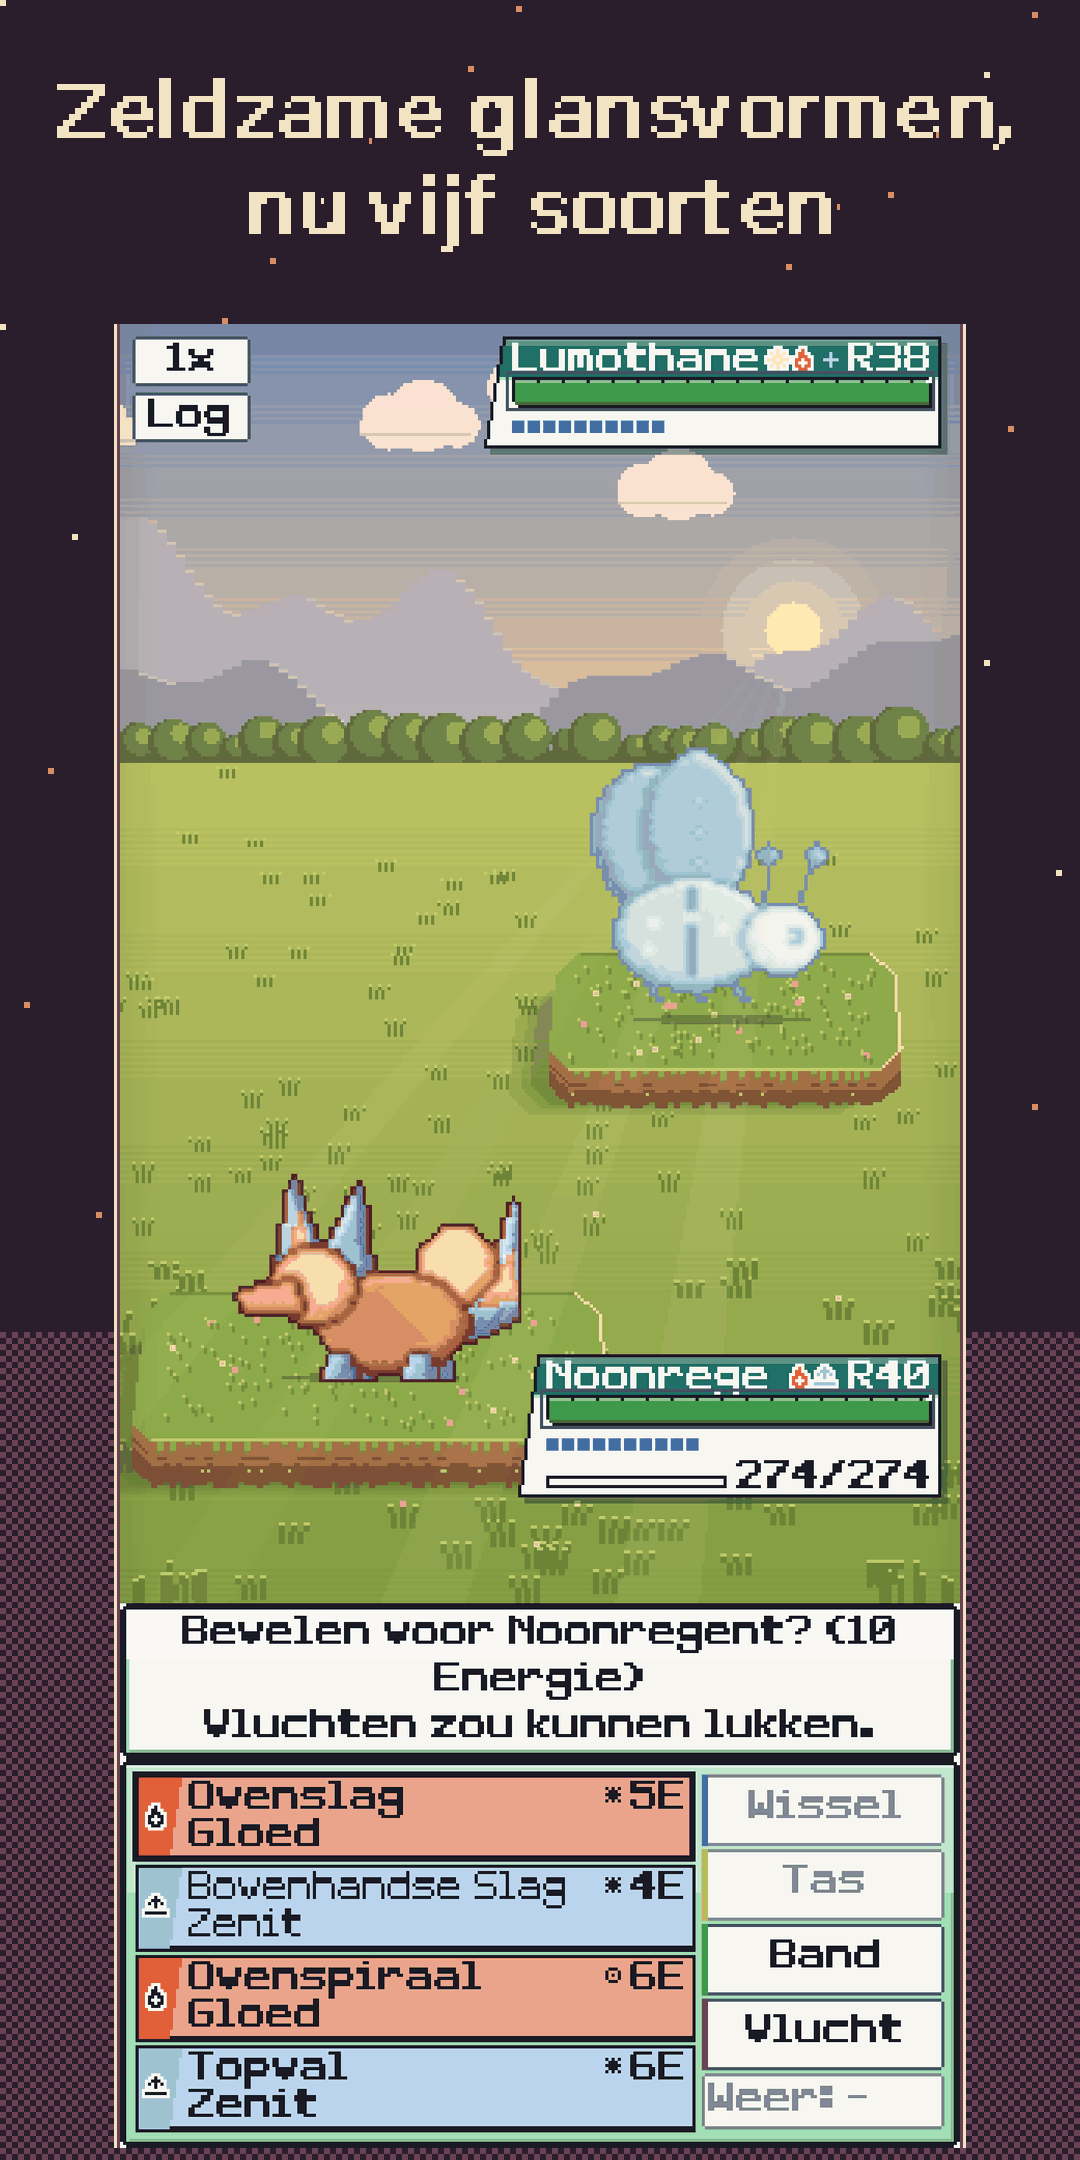 Zeldzame glansvormen,
nu vijf soorten
1x
Log
Lumothane + R38
Noonrege R40
274/274
Bevelen voor Noonregent? (10
Energie)
Vluchten zou kunnen lukken.
Ovenslag *5E
Gloed
Bovenhandse Slag *4E
Zenit
Ovenspiraal ⊙6E
Gloed
Topval *6E
Zenit
Wissel
Tas
Band
Vlucht
Weer: -